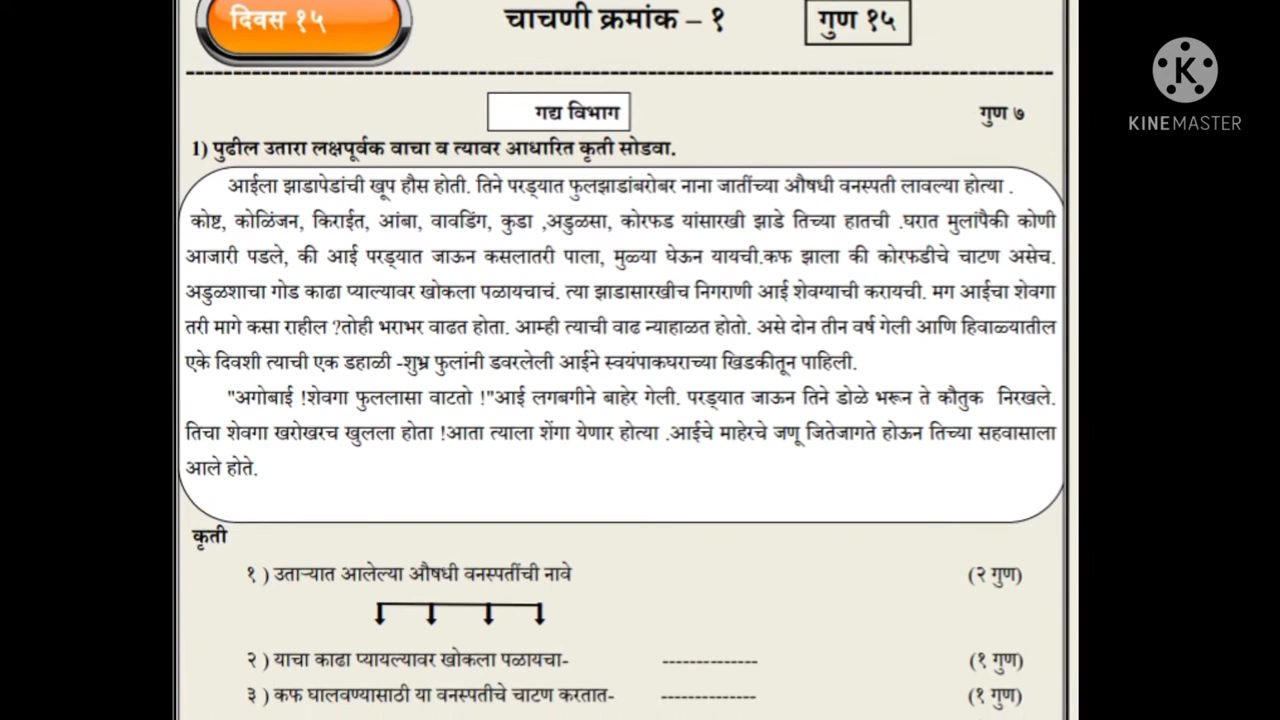 दिवस १५
चाचणी क्रमांक – १
गुण १५
KINEMASTER
गद्य विभाग
गुण ७
1) पुढील उतारा लक्षपूर्वक वाचा व त्यावर आधारित कृती सोडवा.
आईला झाडापेडांची खूप हौस होती. तिने परड्यात फुलझाडांबरोबर नाना जातींच्या औषधी वनस्पती लावल्या होत्या .
कोष्ट, कोळिंजन, किराईत, आंबा, वावडिंग, कुडा ,अडुळसा, कोरफड यांसारखी झाडे तिच्या हातची .घरात मुलांपैकी कोणी
आजारी पडले, की आई परड्यात जाऊन कसलातरी पाला, मुळ्या घेऊन यायची.कफ झाला की कोरफडीचे चाटण असेच.
अडुळशाचा गोड काढा प्याल्यावर खोकला पळायचाचं. त्या झाडासारखीच निगराणी आई शेवग्याची करायची. मग आईचा शेवगा
तरी मागे कसा राहील ?तोही भराभर वाढत होता. आम्ही त्याची वाढ न्याहाळत होतो. असे दोन तीन वर्ष गेली आणि हिवाळ्यातील
एके दिवशी त्याची एक डहाळी -शुभ्र फुलांनी डवरलेली आईने स्वयंपाकघराच्या खिडकीतून पाहिली.
"अगोबाई !शेवगा फुललासा वाटतो !"आई लगबगीने बाहेर गेली. परड्यात जाऊन तिने डोळे भरून ते कौतुक निरखले.
तिचा शेवगा खरोखरच खुलला होता !आता त्याला शेंगा येणार होत्या .आईचे माहेरचे जणू जितेजागते होऊन तिच्या सहवासाला
आले होते.
कृती
१ ) उताऱ्यात आलेल्या औषधी वनस्पतींची नावे (२ गुण)
२ ) याचा काढा प्यायल्यावर खोकला पळायचा- -------------- (१ गुण)
३ ) कफ घालवण्यासाठी या वनस्पतीचे चाटण करतात- -------------- (१ गुण)